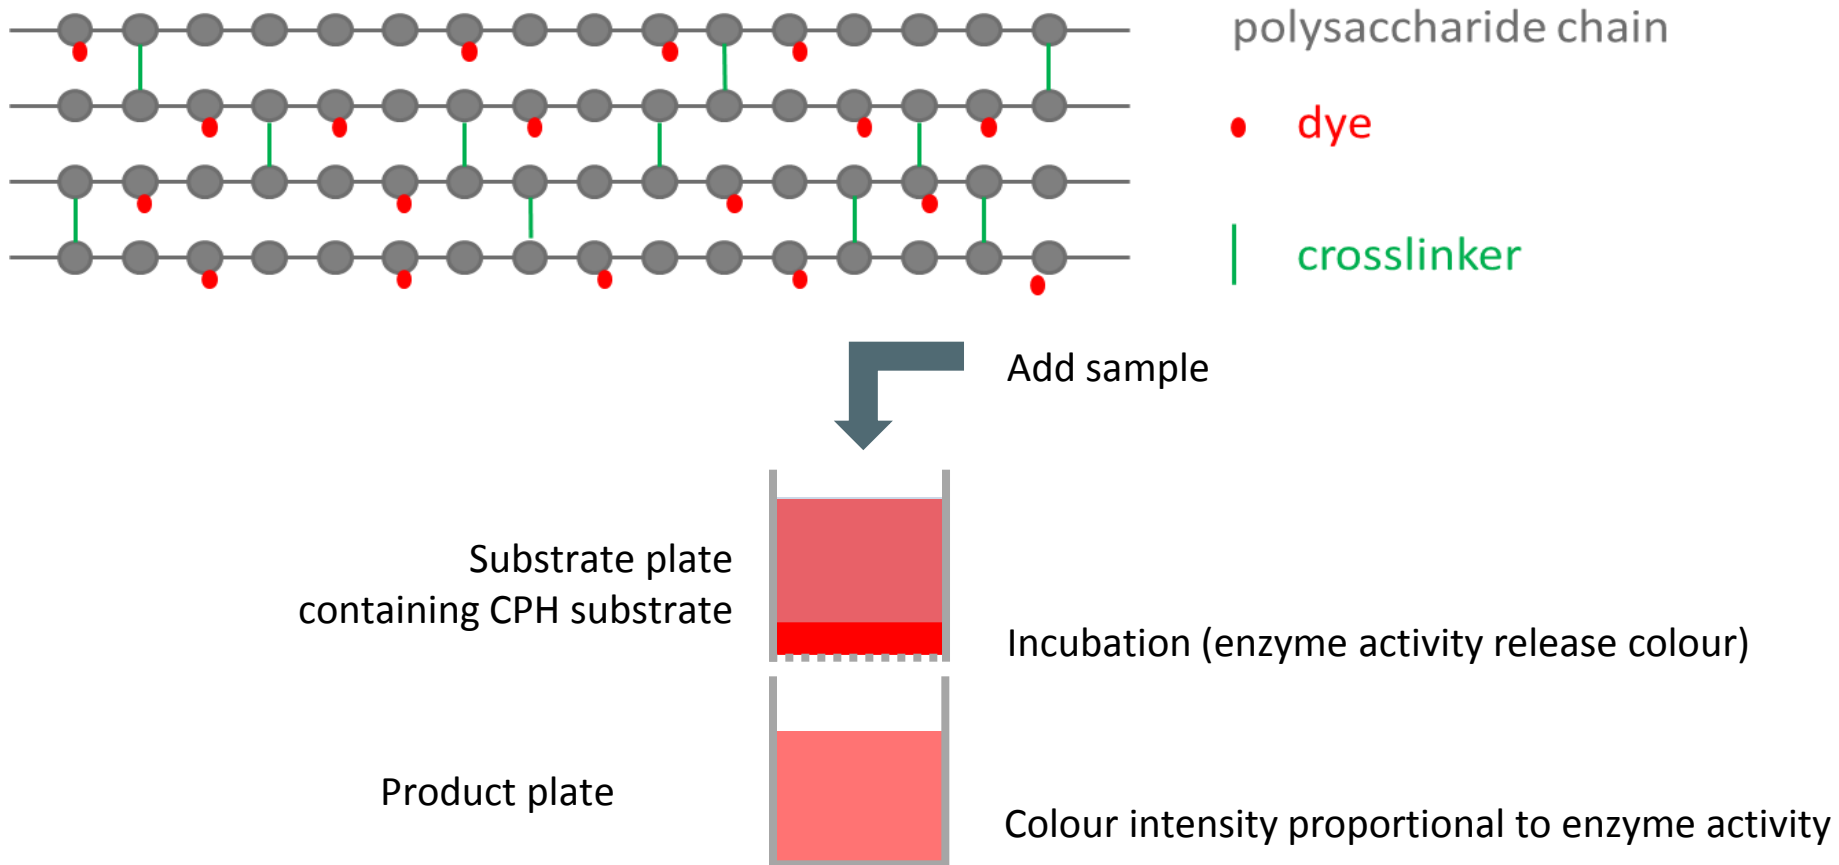 polysaccharide chain
dye
crosslinker
Add sample
Substrate plate
containing CPH substrate
Incubation (enzyme activity release colour)
Product plate
Colour intensity proportional to enzyme activity